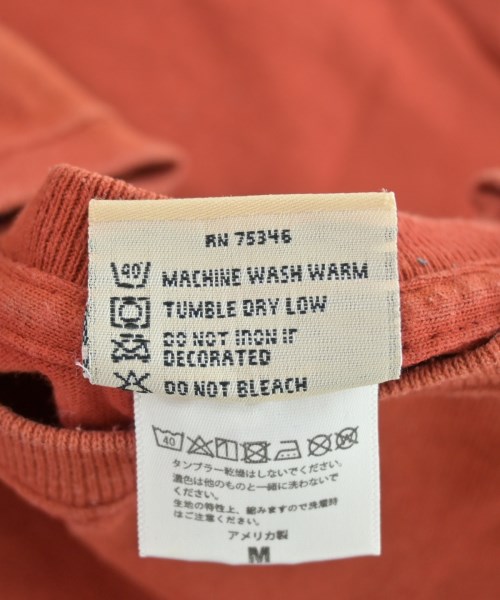 RN 75346
40°
MACHINE WASH WARM
TUMBLE DRY LOW
DO NOT IRON IF
DECORATED
DO NOT BLEACH
40
タンブラー乾燥はしないでください。
濃色は他のものと一緒に洗わないで
ください。
生地の特性上、縮みますので洗濯時
はご注意ください。
アメリカ製
M